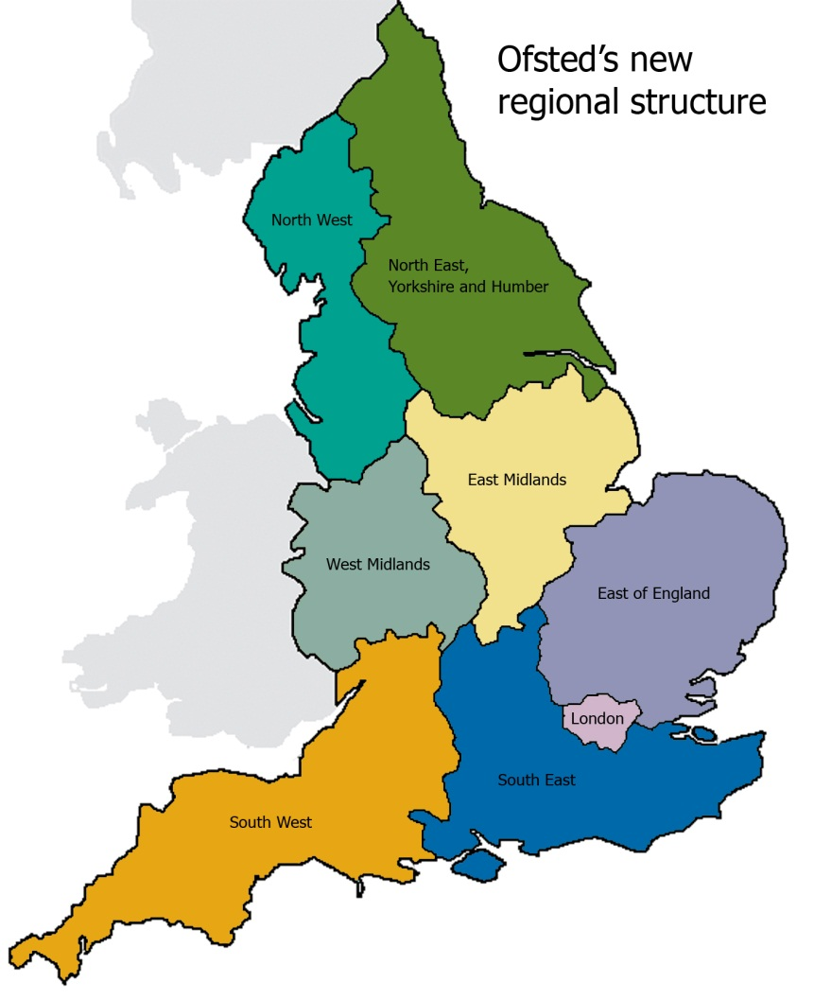 Ofsted’s new
regional structure
North West
North East,
Yorkshire and Humber
East Midlands
West Midlands
East of England
London
South East
South West